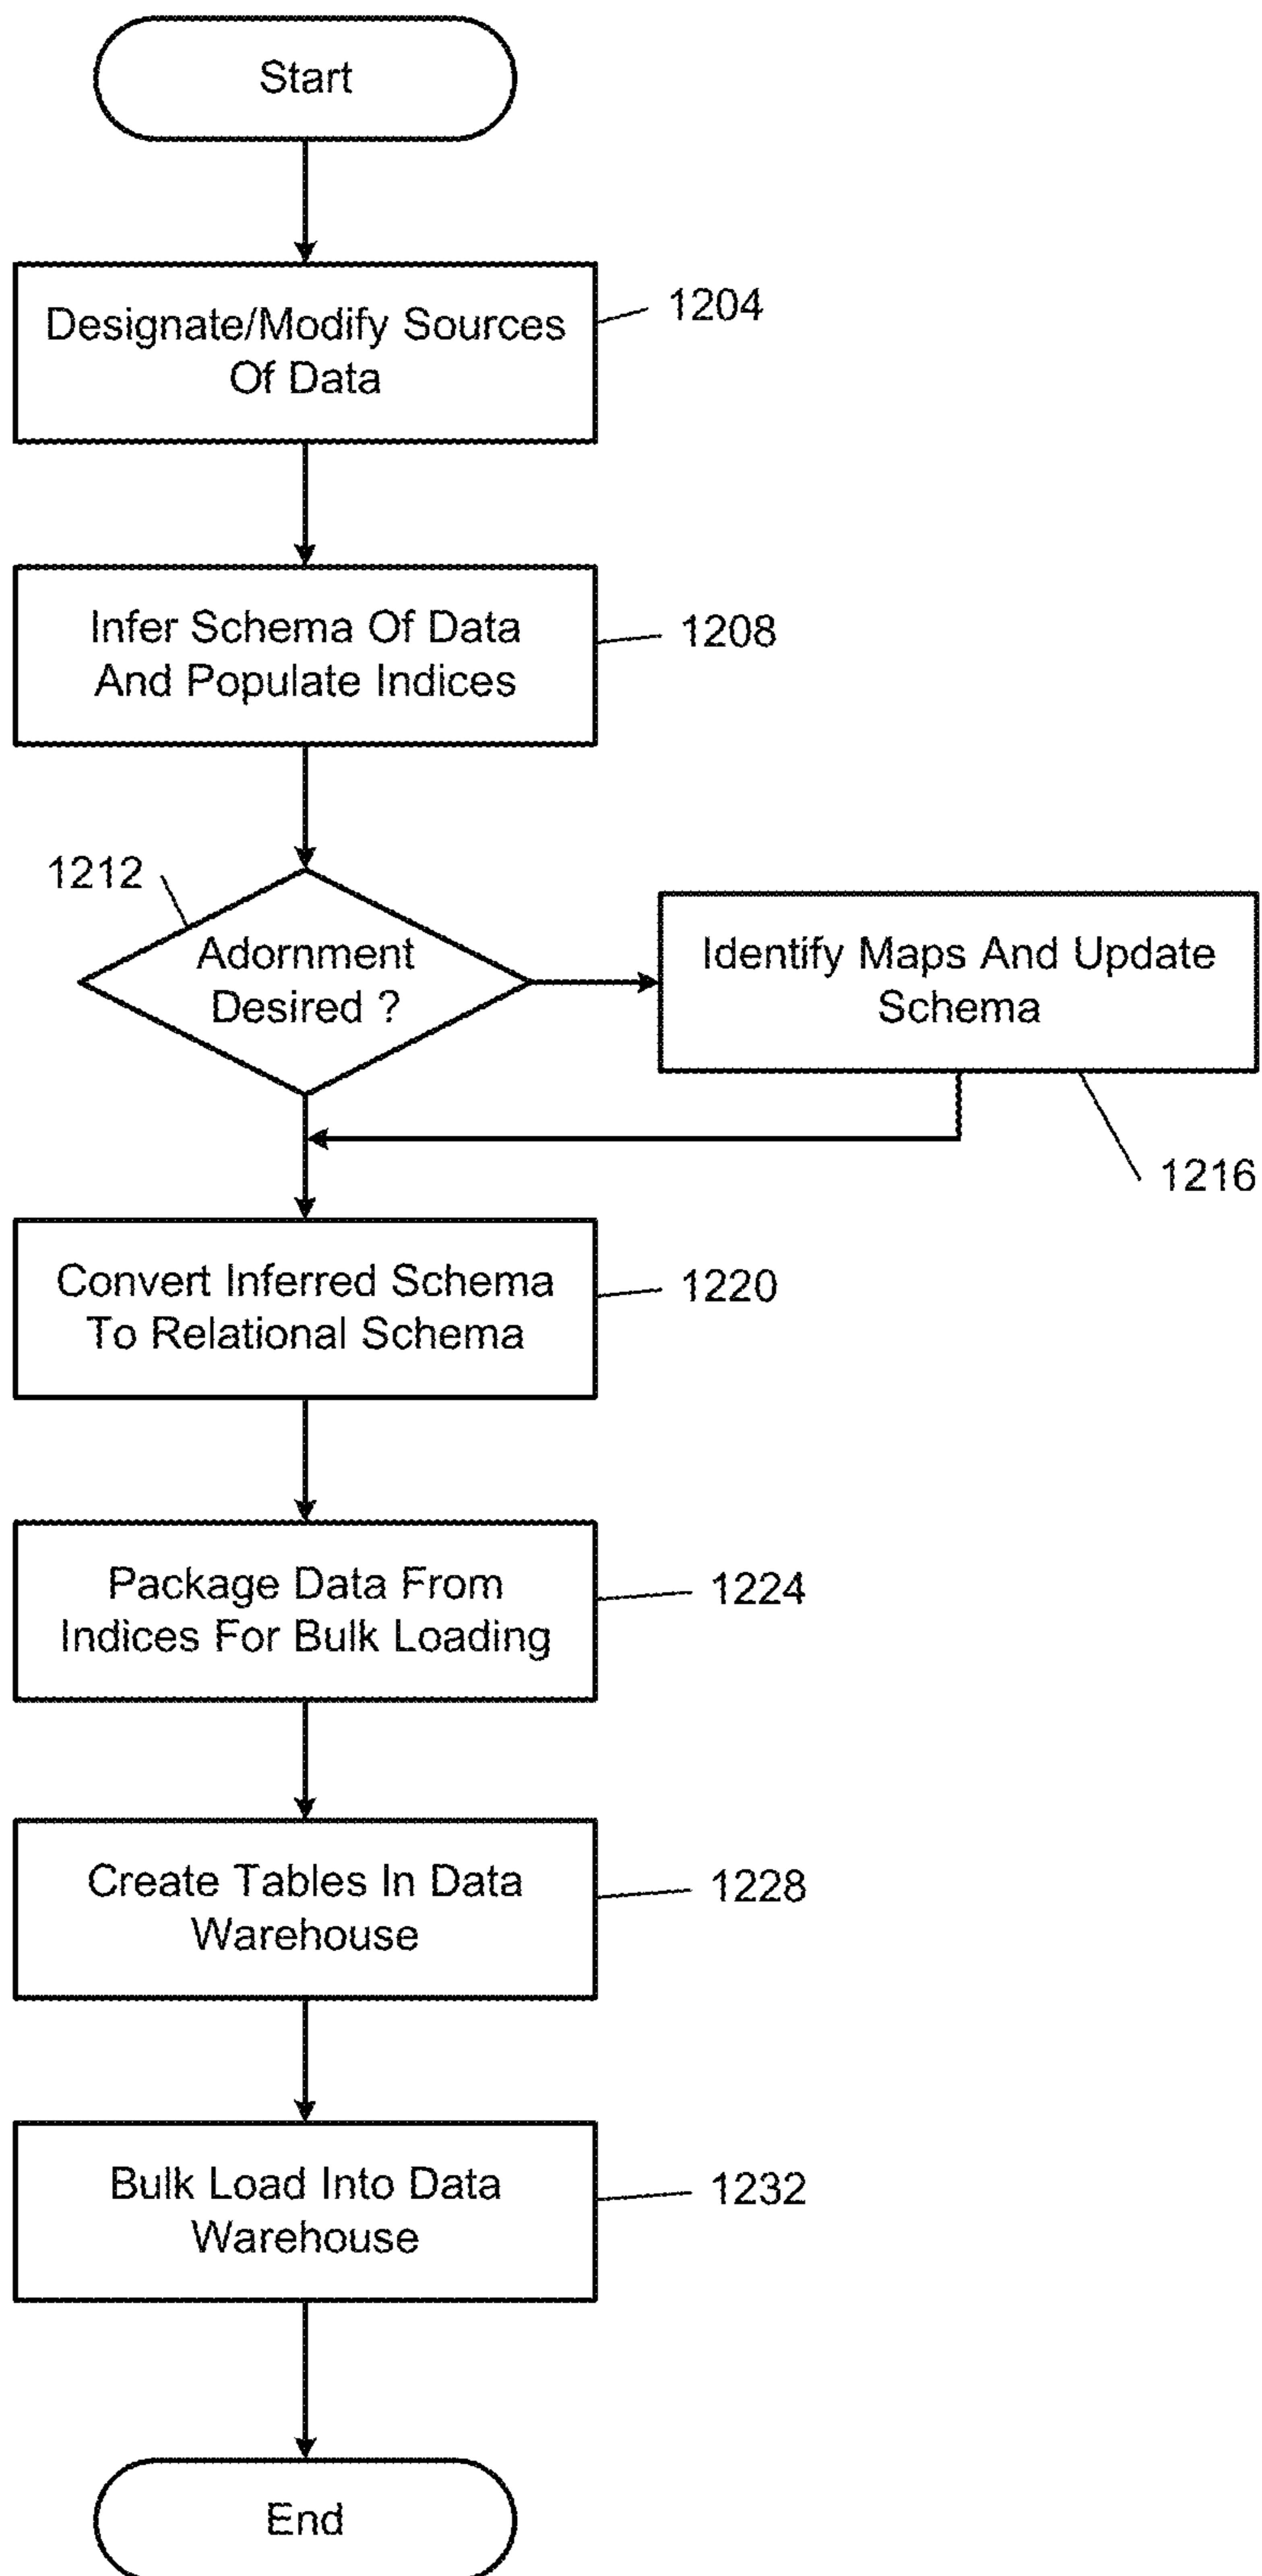 Start
Designate/Modify Sources
Of Data
1204
Infer Schema Of Data
And Populate Indices
1208
1212
Adornment
Desired ?
Identify Maps And Update
Schema
1216
Convert Inferred Schema
To Relational Schema
1220
Package Data From
Indices For Bulk Loading
1224
Create Tables In Data
Warehouse
1228
Bulk Load Into Data
Warehouse
1232
End